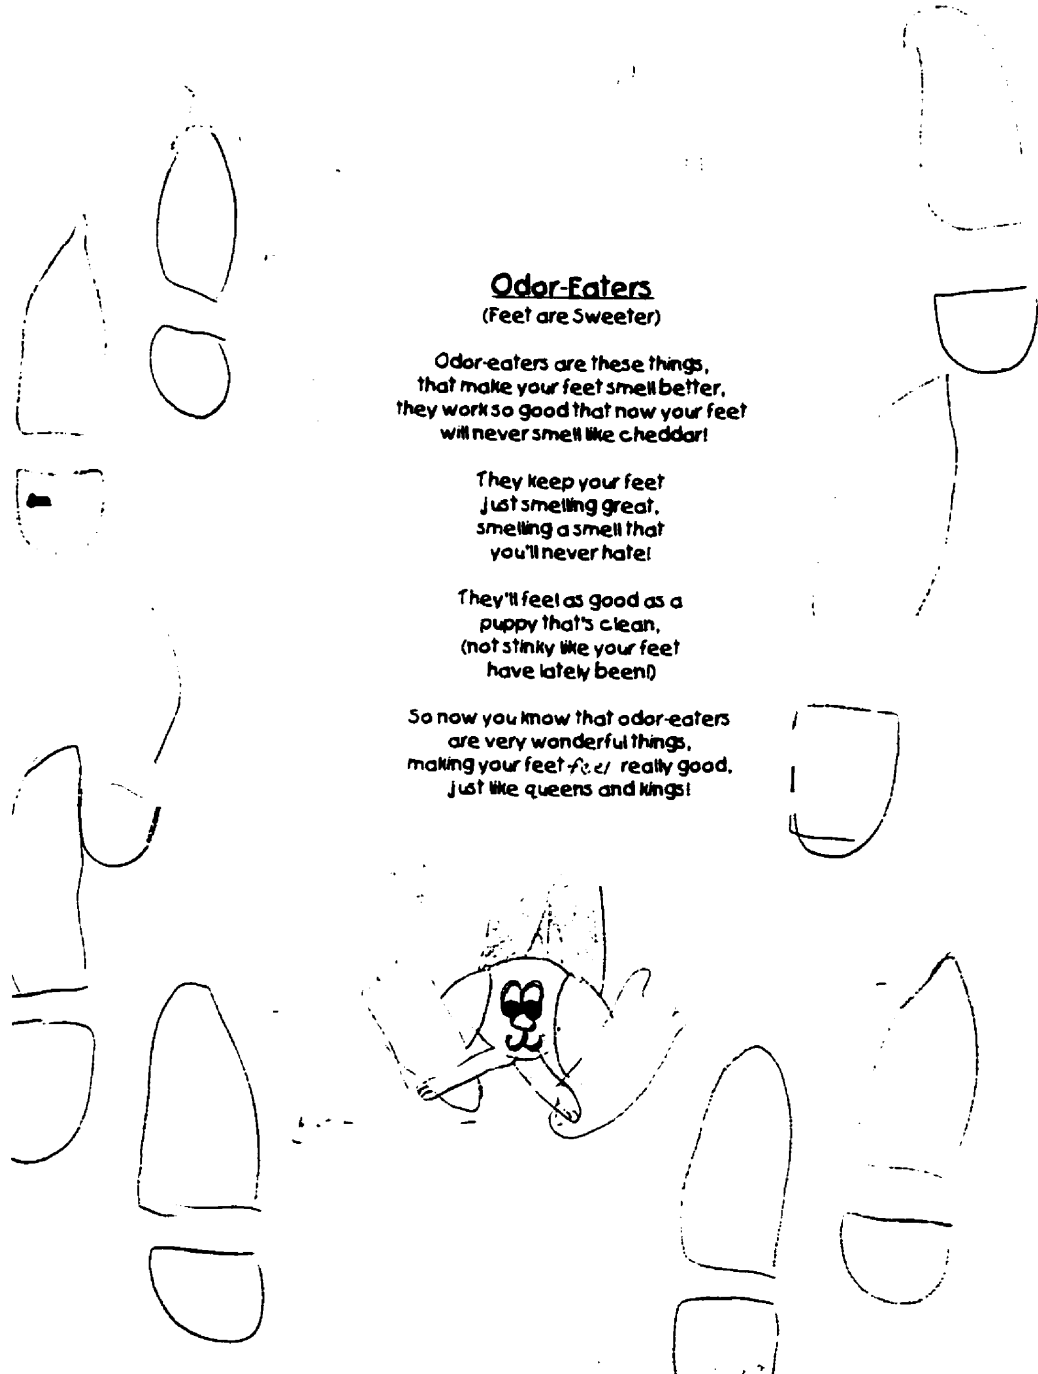 Odor-Eaters
(Feet are Sweeter)
Odor-eaters are these things,
that make your feet smell better,
they work so good that now your feet
will never smell like cheddar!
They keep your feet
just smelling great,
smelling a smell that
you'll never hate!
They'll feel as good as a
puppy that's clean,
(not stinky like your feet
have lately been!)
So now you know that odor-eaters
are very wonderful things,
making your feet feel really good,
just like queens and kings!